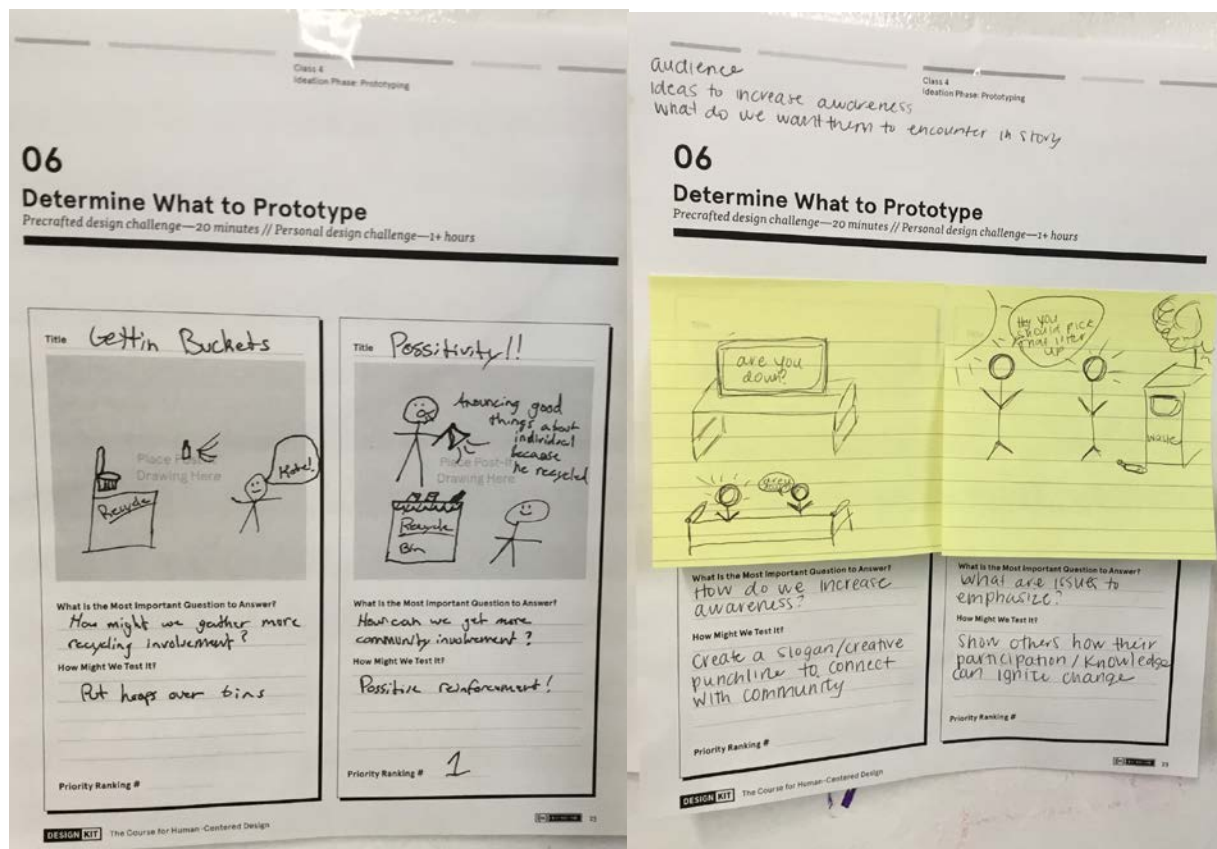 Class 4
Ideation Phase: Prototyping
06
Determine What to Prototype
Precrafted design challenge—20 minutes // Personal design challenge—1+ hours
Title Gettin Buckets
Place Post-it
Drawing Here
Kobe!
Recycle
What Is the Most Important Question to Answer?
How might we gather more
recycling involvement?
How Might We Test It?
Put hoops over bins
Priority Ranking #
Title Possitivity!!
Anouncing good
things about
individual
because
he recycled
Place Post-it
Drawing Here
Recycle
Bin
What Is the Most Important Question to Answer?
How can we get more
community involvement?
How Might We Test It?
Possitive reinforcement!
Priority Ranking # 1
DESIGN KIT The Course for Human-Centered Design
23
audience
Ideas to increase awareness
What do we want them to encounter in story
Class 4
Ideation Phase: Prototyping
06
Determine What to Prototype
Precrafted design challenge—20 minutes // Personal design challenge—1+ hours
are you
down?
Hey you
should pick
that litter
up
waste
What Is the Most Important Question to Answer?
How do we increase
awareness?
How Might We Test It?
Create a slogan/creative
punchline to connect
with community
Priority Ranking #
What Is the Most Important Question to Answer?
What are issues to
emphasize?
How Might We Test It?
Show others how their
participation/knowledge
can ignite change
Priority Ranking #
DESIGN KIT The Course for Human-Centered Design
23